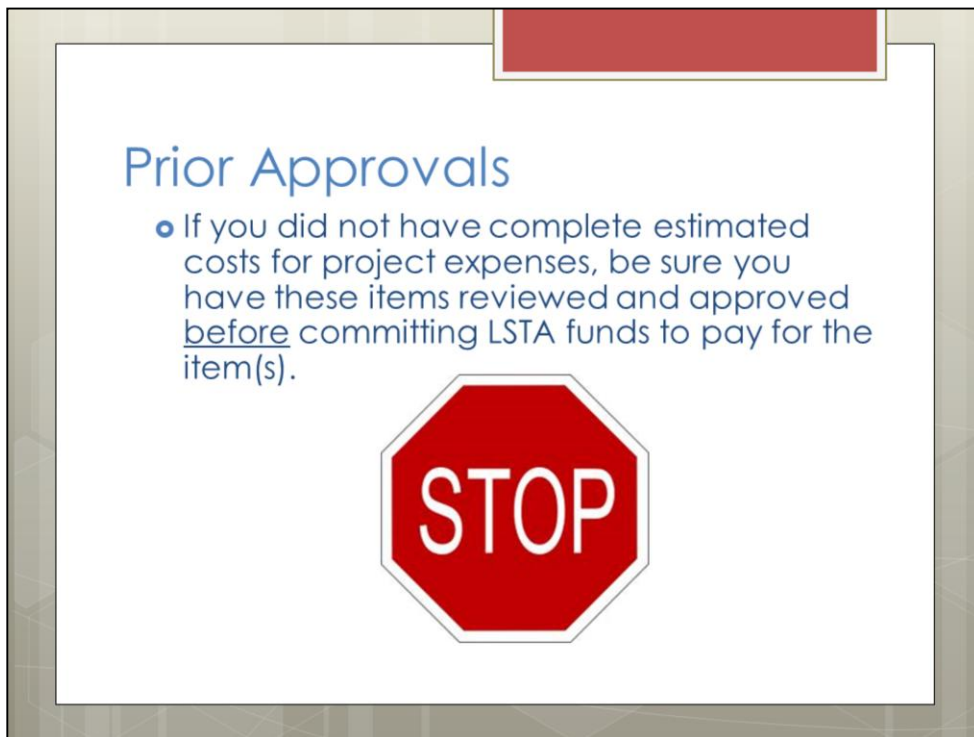 Prior Approvals
If you did not have complete estimated
costs for project expenses, be sure you
have these items reviewed and approved
before committing LSTA funds to pay for the
item(s).
STOP